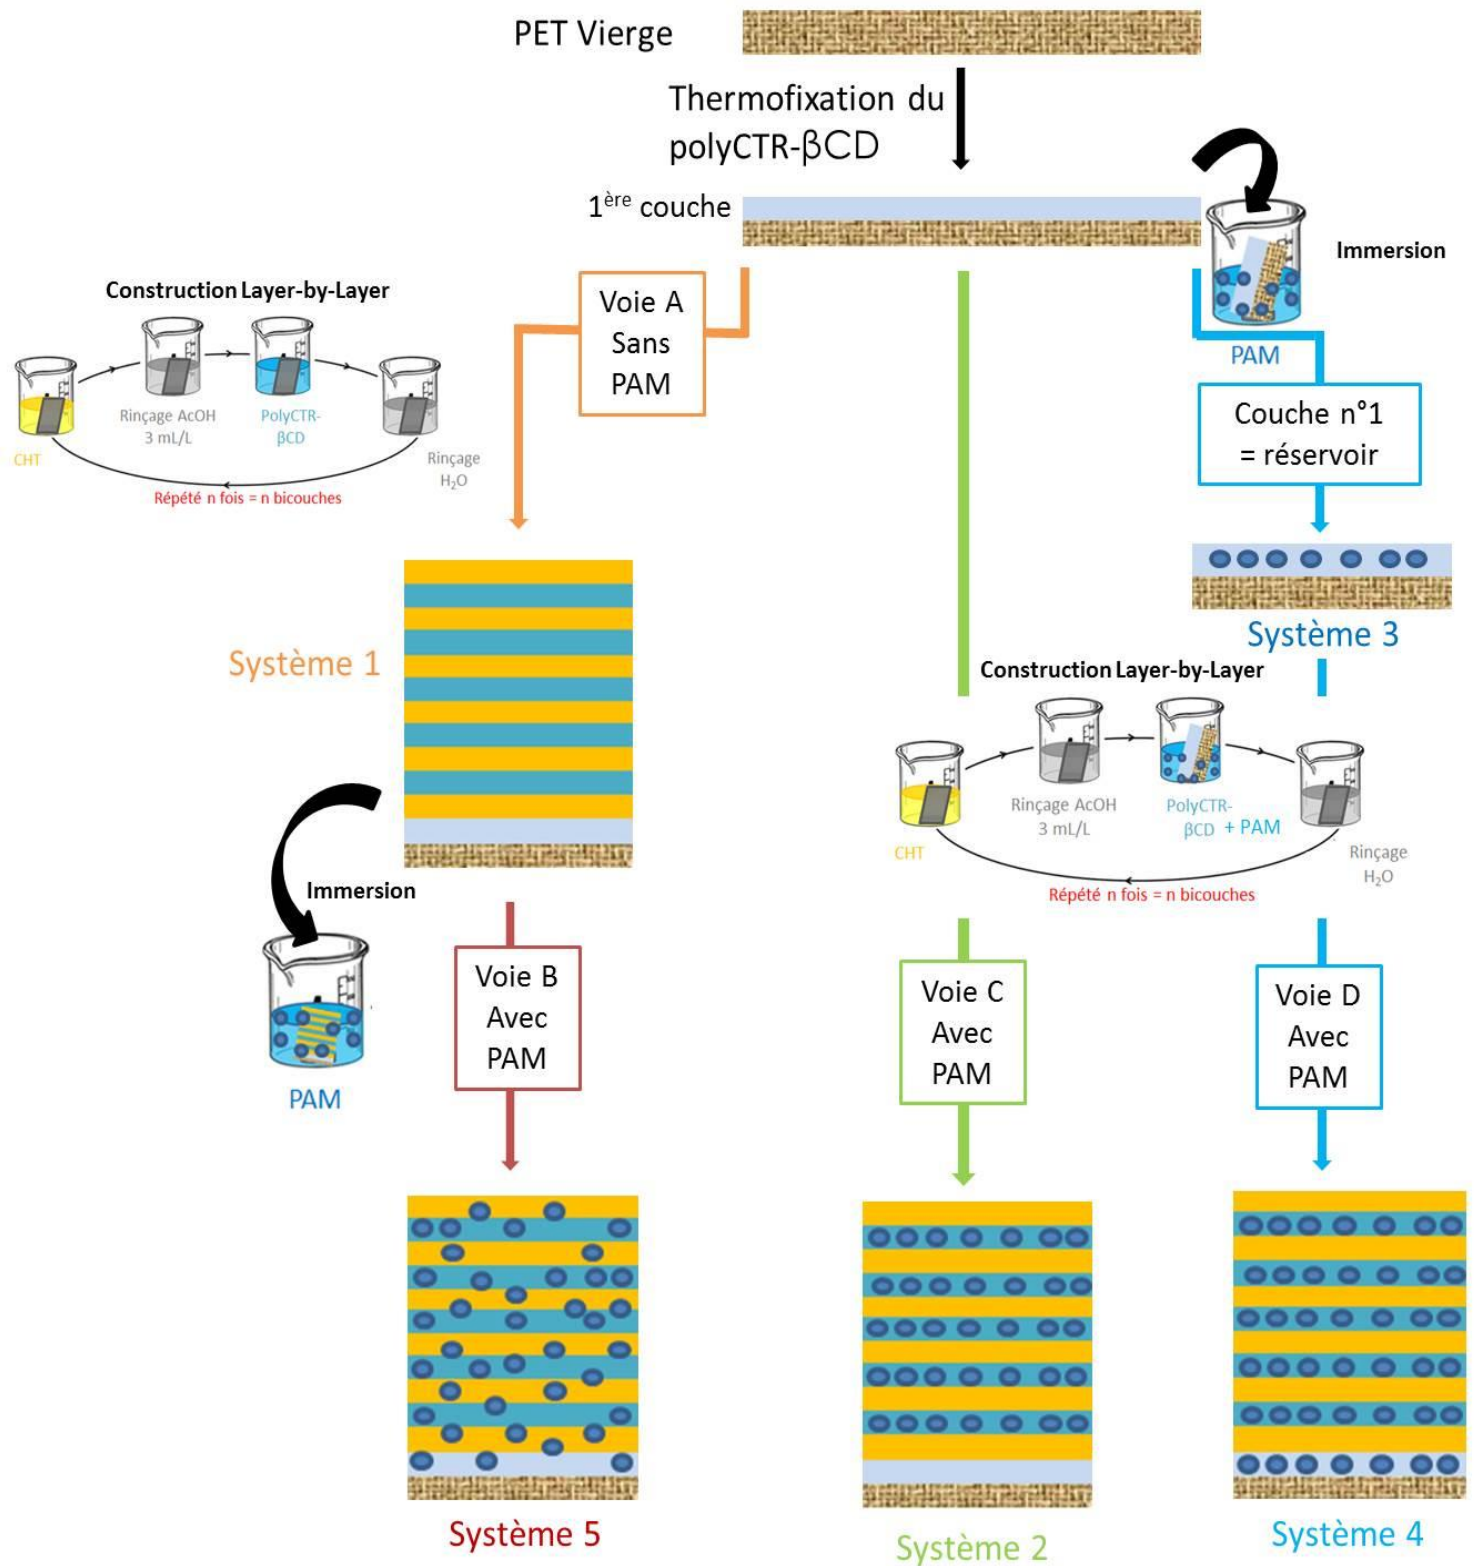 PET Vierge
Thermofixation du
polyCTR-βCD
1ère couche
Immersion
PAM
Voie A
Sans
PAM
Construction Layer-by-Layer
Rinçage AcOH
3 mL/L
PolyCTR-
βCD
CHT
Rinçage
H₂O
Répété n fois = n bicouches
Couche n°1
= réservoir
Système 3
Système 1
Construction Layer-by-Layer
Rinçage AcOH
3 mL/L
PolyCTR-
βCD + PAM
CHT
Rinçage
H₂O
Répété n fois = n bicouches
Immersion
PAM
Voie B
Avec
PAM
Voie C
Avec
PAM
Voie D
Avec
PAM
Système 5
Système 2
Système 4